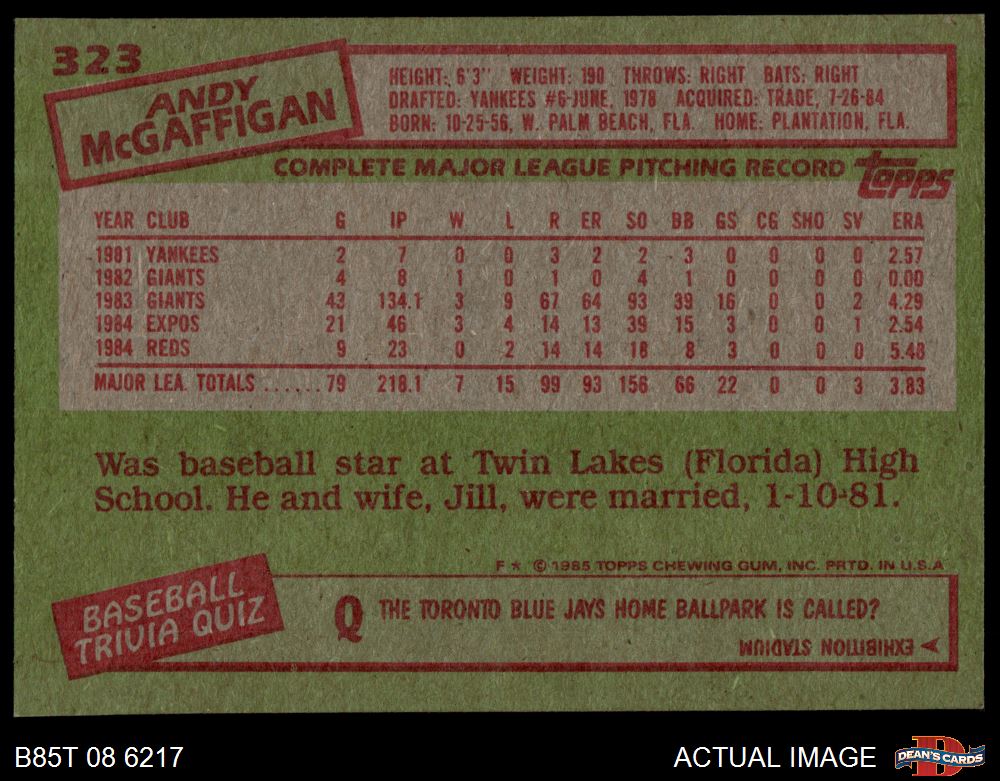 323
ANDY
McGAFFIGAN
HEIGHT: 6'3" WEIGHT: 190 THROWS: RIGHT BATS: RIGHT
DRAFTED: YANKEES #6-JUNE, 1978 ACQUIRED: TRADE, 7-26-84
BORN: 10-25-56, W. PALM BEACH, FLA. HOME: PLANTATION, FLA.
COMPLETE MAJOR LEAGUE PITCHING RECORD Topps
YEAR CLUB G IP W L R ER SO BB GS CG SHO SV ERA
1981 YANKEES 2 7 0 0 3 2 2 3 0 0 0 0 2.57
1982 GIANTS 4 8 1 0 1 0 4 1 0 0 0 0 0.00
1983 GIANTS 43 134.1 3 9 67 64 93 39 16 0 0 2 4.29
1984 EXPOS 21 46 3 4 14 13 39 15 3 0 0 1 2.54
1984 REDS 9 23 0 2 14 14 18 8 3 0 0 0 5.48
MAJOR LEA. TOTALS ...... 79 218.1 7 15 99 93 156 66 22 0 0 3 3.83
Was baseball star at Twin Lakes (Florida) High
School. He and wife, Jill, were married, 1-10-81.
F * © 1985 TOPPS CHEWING GUM, INC. PRTD. IN U.S.A
BASEBALL
TRIVIA QUIZ
Q THE TORONTO BLUE JAYS HOME BALLPARK IS CALLED?
EXHIBITION STADIUM
B85T 08 6217
ACTUAL IMAGE
D
DEAN'S CARDS